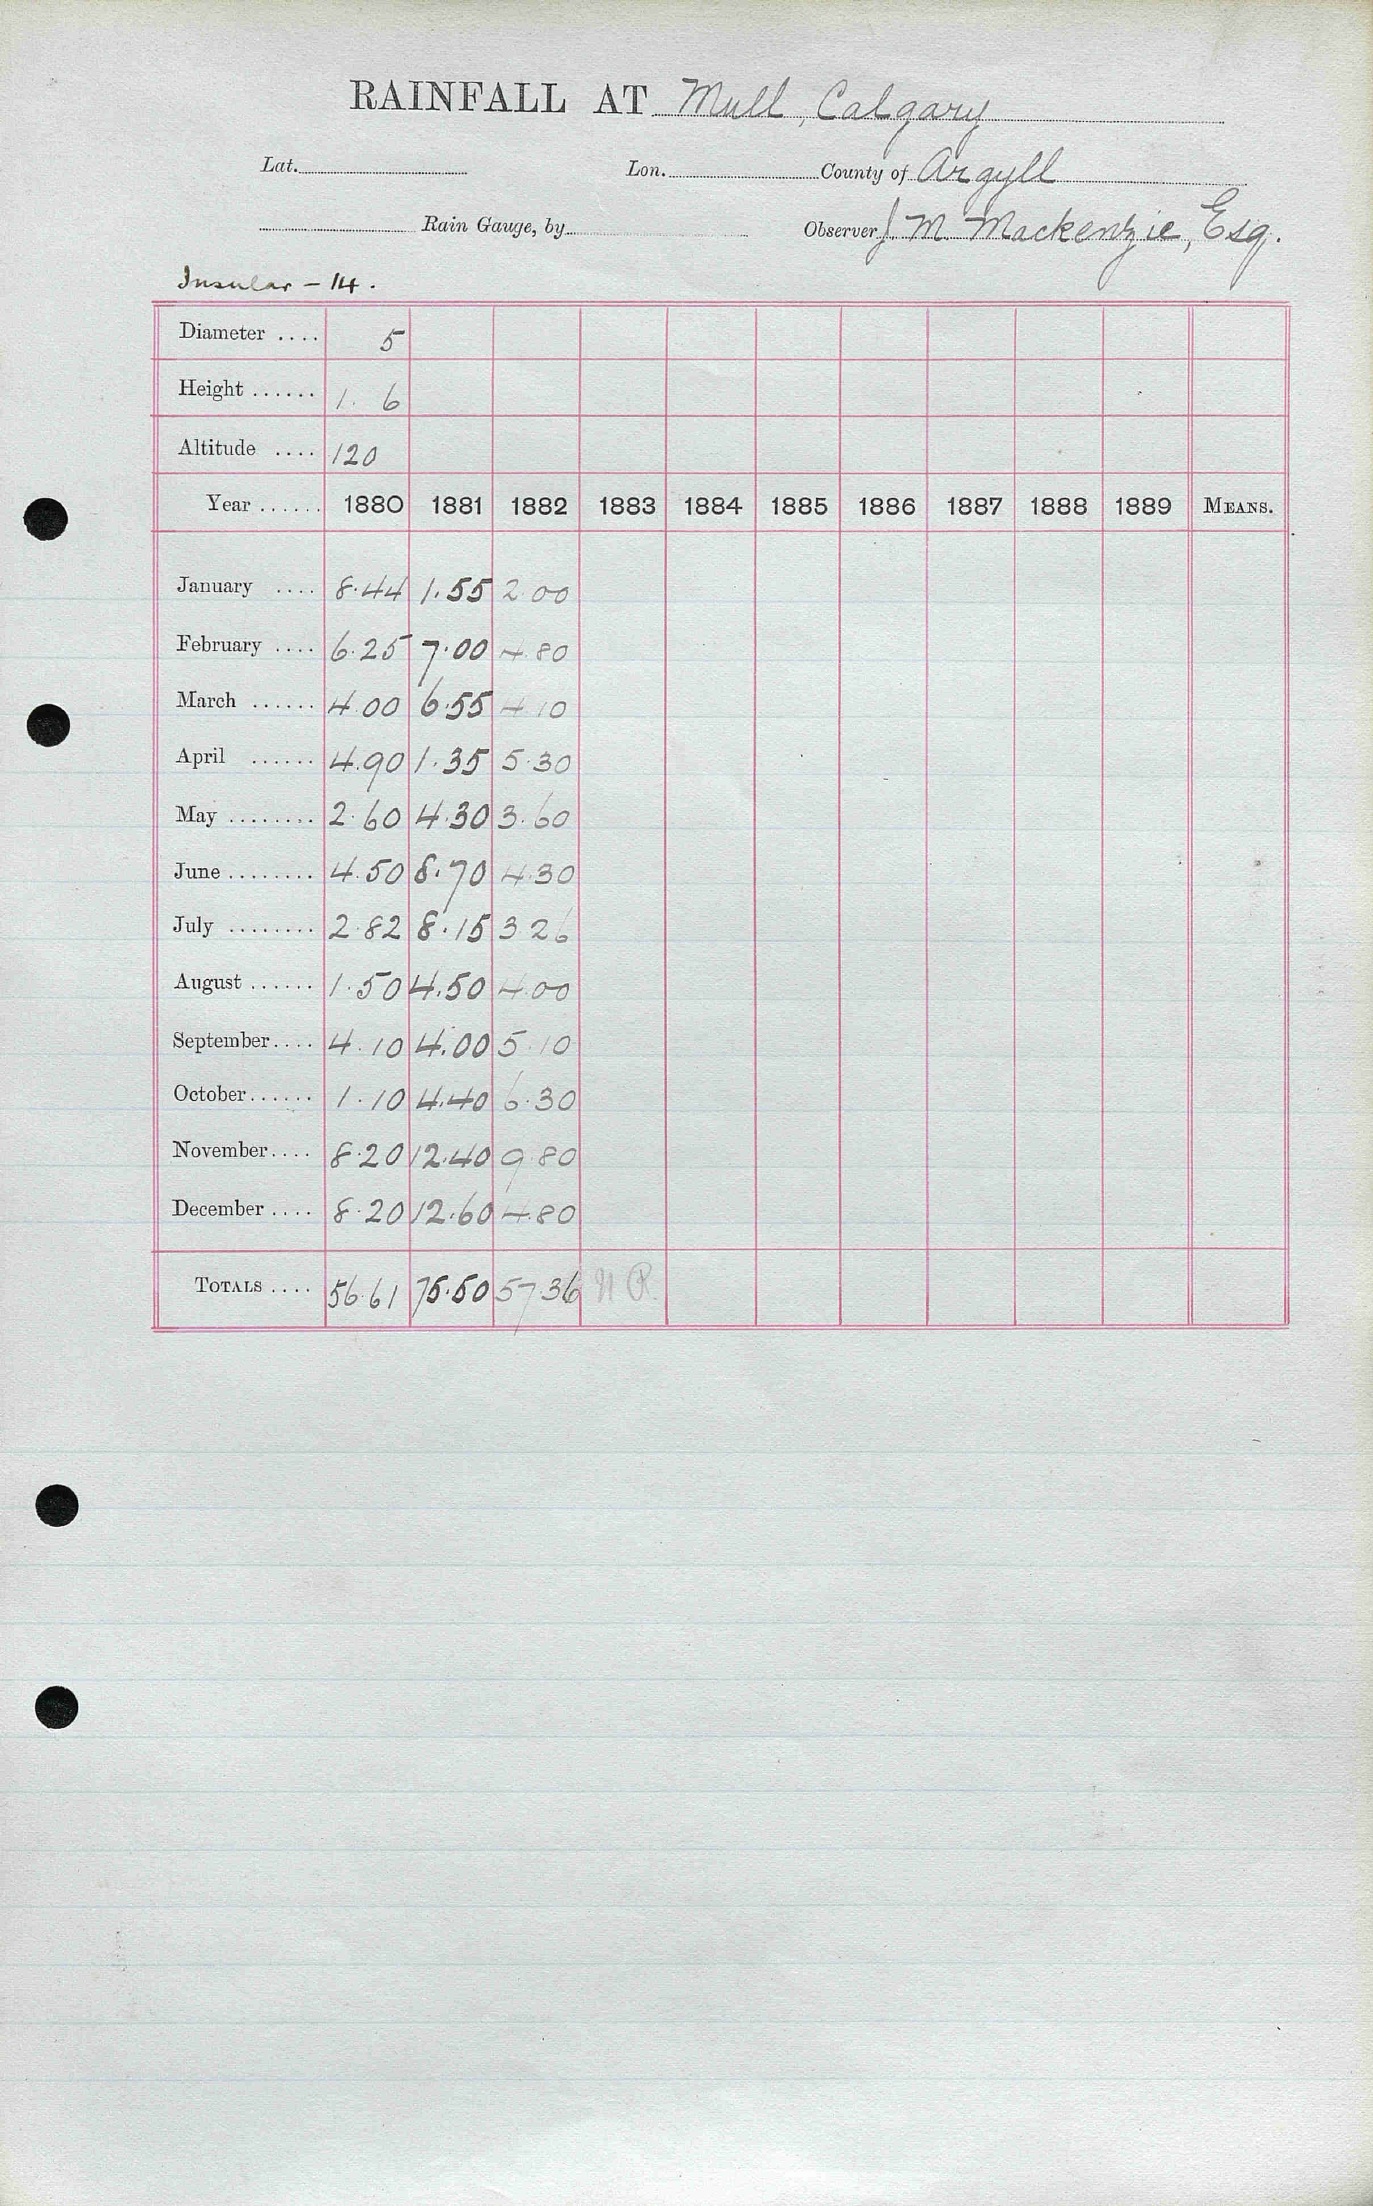 RAINFALL AT Mull, Calgary
Lat. Lon. County of Argyll
Rain Gauge, by Observer J. M. Mackenzie, Esq.
Insular - 14.
Diameter .... 5
Height ...... 1. 6
Altitude .... 120
Year ...... 1880 1881 1882 1883 1884 1885 1886 1887 1888 1889 MEANS.
January .... 8.44 1.55 2.00
February .... 6.25 7.00 4.80
March ...... 4.00 6.55 4.10
April ...... 4.90 1.35 5.30
May ........ 2.60 4.30 3.60
June ........ 4.50 8.70 4.30
July ........ 2.82 8.15 3.26
August ...... 1.50 4.50 4.00
September.... 4.10 4.00 5.10
October...... 1.10 4.40 6.30
November.... 8.20 12.40 9.80
December .... 8.20 12.60 4.80
TOTALS .... 56.61 75.50 57.36 N R.